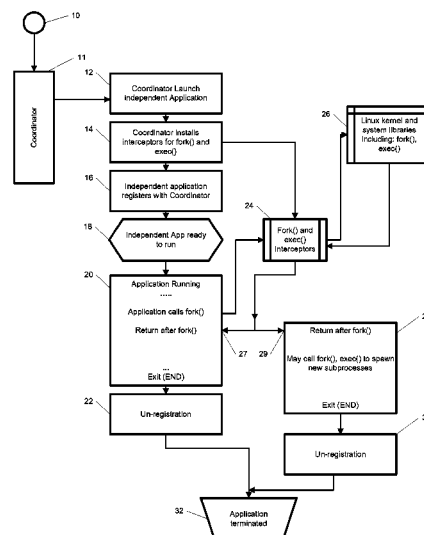 10
11
Coordinator
12
Coordinator Launch
Independent Application
14
Coordinator Installs
interceptors for fork() and
exec()
16
Independent application
registers with Coordinator
18
Independent App ready
to run
20
Application Running
.....
Application calls fork()
Return after fork()
...
Exit (END)
22
Un-registration
24
Fork() and
exec()
Interceptors
26
Linux kernel and
system libraries
Including: fork(),
exec()
27
29
Return after fork()
May call fork(), exec() to spawn
new subprocesses
Exit (END)
Un-registration
32
Application
terminated